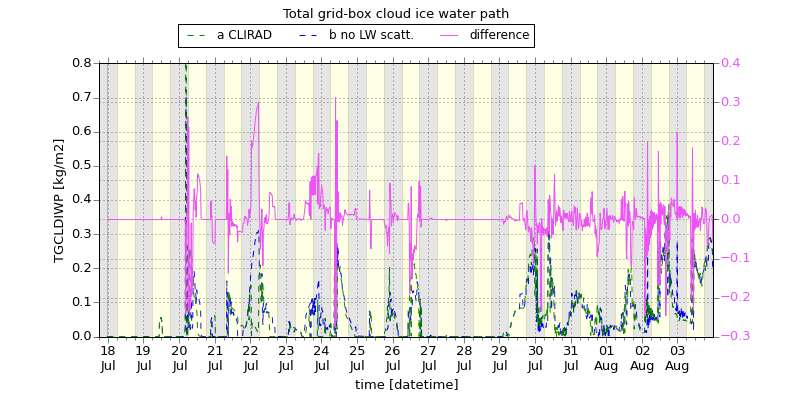 Total grid-box cloud ice water path
a CLIRAD b no LW scatt. difference
0.8 0.4
0.7 0.3
0.6 0.2
0.5 0.1
0.4 0.0
0.3 −0.1
0.2 −0.2
0.1 −0.3
0.0
TGCLDIWP [kg/m2]
18 19 20 21 22 23 24 25 26 27 28 29 30 31 01 02 03
Jul Jul Jul Jul Jul Jul Jul Jul Jul Jul Jul Jul Jul Jul Aug Aug Aug
time [datetime]